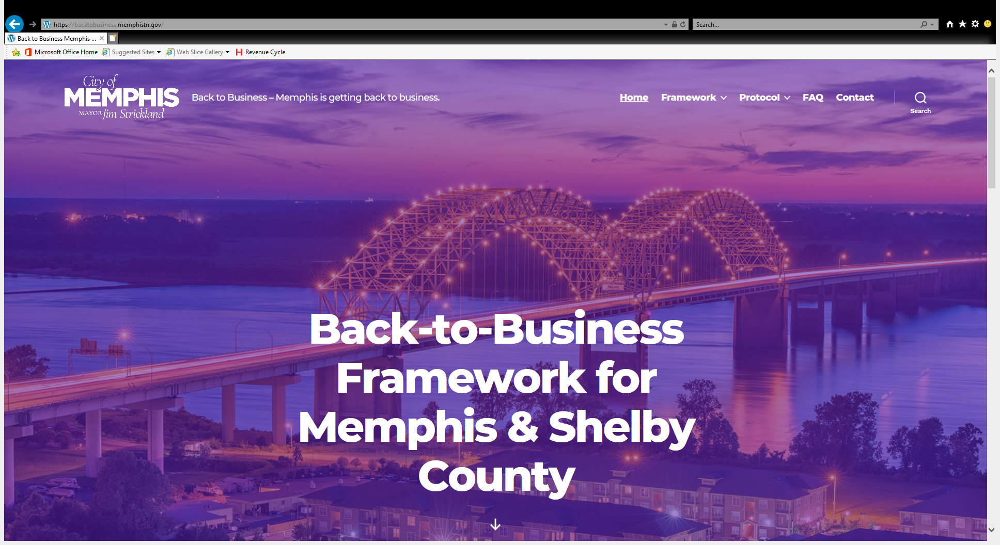 https://backtobusiness.memphistn.gov/
Search...
Back to Business Memphis ...
Microsoft Office Home
Suggested Sites
Web Slice Gallery
Revenue Cycle
City of
MEMPHIS
MAYOR Jim Strickland
Back to Business – Memphis is getting back to business.
Home
Framework
Protocol
FAQ
Contact
Search
Back-to-Business
Framework for
Memphis & Shelby
County